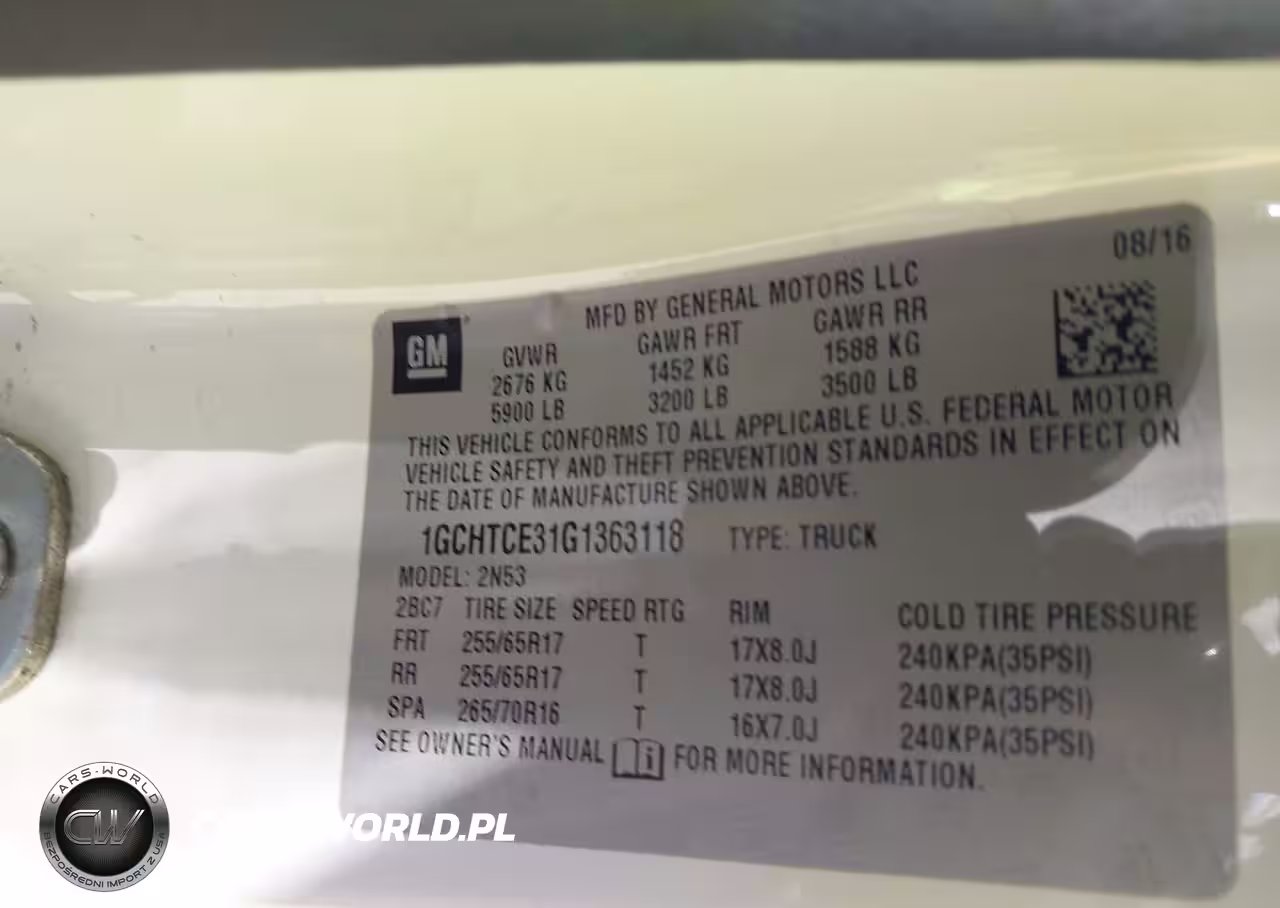 08/16
MFD BY GENERAL MOTORS LLC
GM
GVWR GAWR FRT GAWR RR
2676 KG 1452 KG 1588 KG
5900 LB 3200 LB 3500 LB
THIS VEHICLE CONFORMS TO ALL APPLICABLE U.S. FEDERAL MOTOR
VEHICLE SAFETY AND THEFT PREVENTION STANDARDS IN EFFECT ON
THE DATE OF MANUFACTURE SHOWN ABOVE.
1GCHTCE31G1363118 TYPE: TRUCK
MODEL: 2N53
2BC7 TIRE SIZE SPEED RTG RIM COLD TIRE PRESSURE
FRT 255/65R17 T 17X8.0J 240KPA(35PSI)
RR 255/65R17 T 17X8.0J 240KPA(35PSI)
SPA 265/70R16 T 16X7.0J 240KPA(35PSI)
SEE OWNER'S MANUAL i FOR MORE INFORMATION.
CARS-WORLD
CW
BEZPOŚREDNI IMPORT Z USA
CARS-WORLD.PL